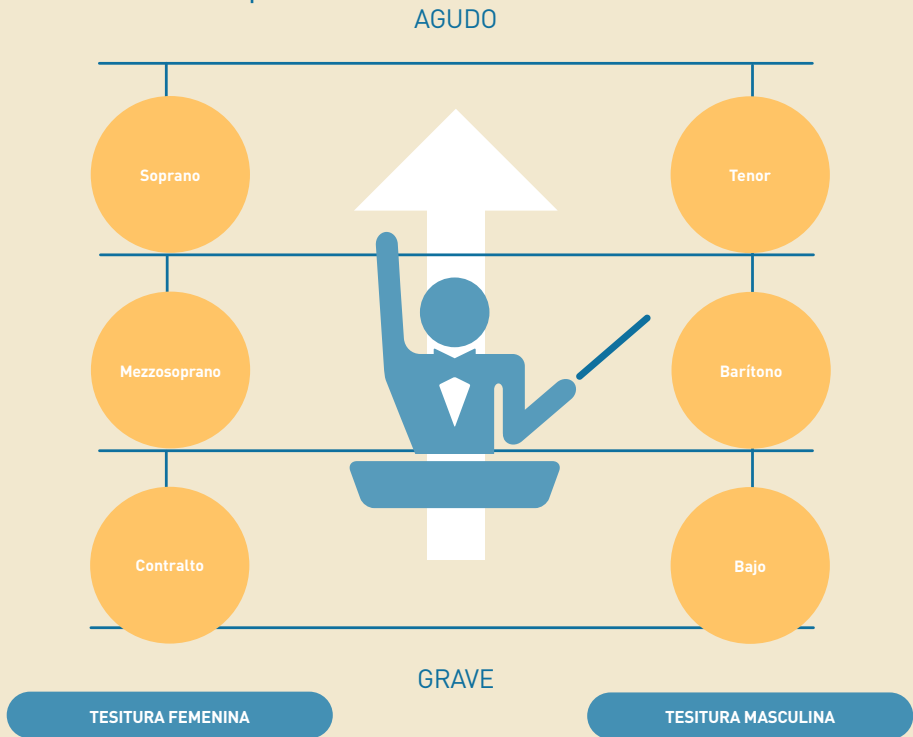 AGUDO
Soprano
Tenor
Mezzosoprano
Barítono
Contralto
Bajo
GRAVE
TESITURA FEMENINA
TESITURA MASCULINA